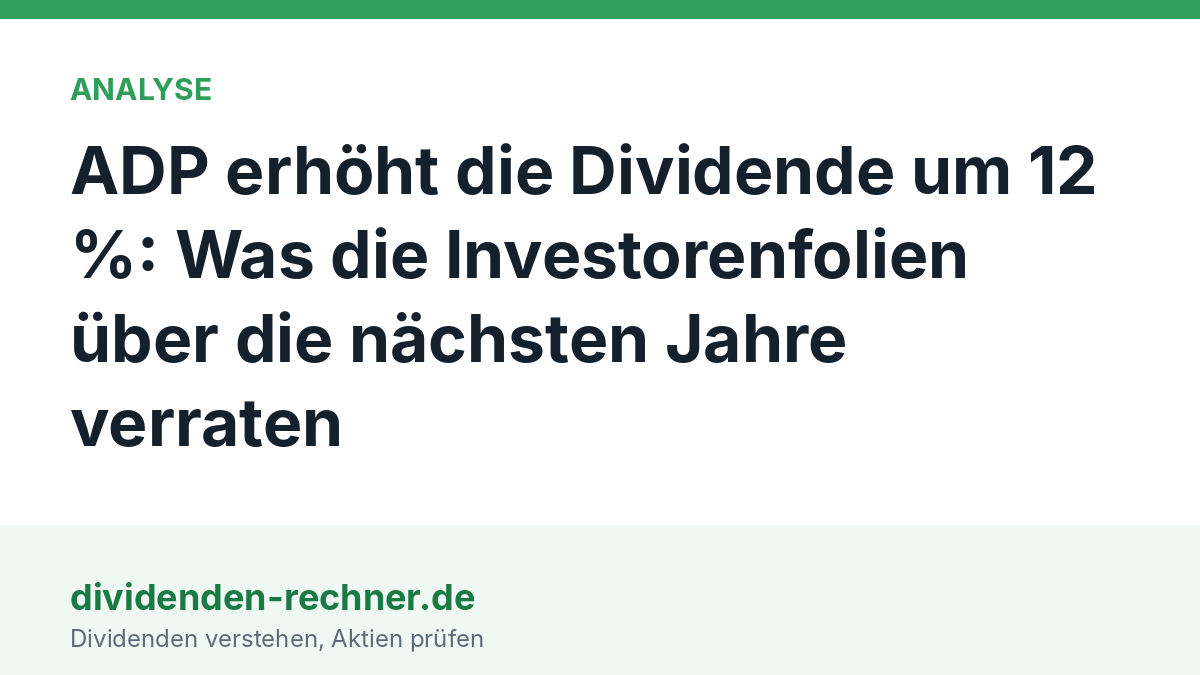 ANALYSE
ADP erhöht die Dividende um 12
%: Was die Investorenfolien
über die nächsten Jahre
verraten
dividenden-rechner.de
Dividenden verstehen, Aktien prüfen